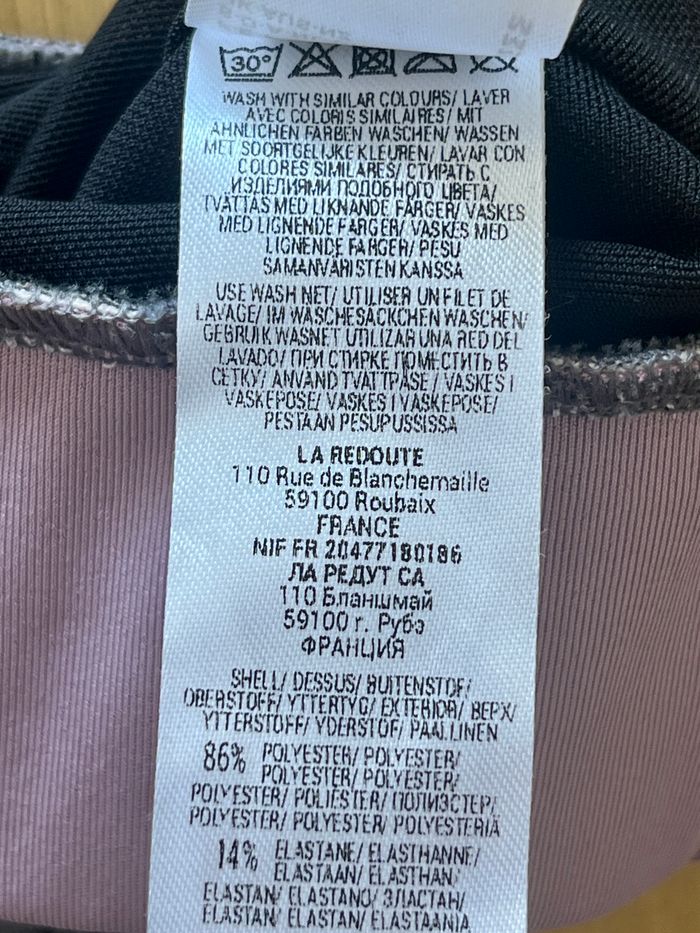 30°
WASH WITH SIMILAR COLOURS/ LAVER
AVEC COLORIS SIMILAIRES/ MIT
ÄHNLICHEN FARBEN WASCHEN/ WASSEN
MET SOORTGELIJKE KLEUREN/ LAVAR CON
COLORES SIMILARES/ СТИРАТЬ С
ИЗДЕЛИЯМИ ПОДОБНОГО ЦВЕТА/
TVÄTTAS MED LIKNANDE FÄRGER/ VASKES
MED LIGNENDE FARGER/ VASKES MED
LIGNENDE FARGER/ PESU
SAMANVÄRISTEN KANSSA
USE WASH NET/ UTILISER UN FILET DE
LAVAGE/ IM WÄSCHESÄCKCHEN WASCHEN/
GEBRUIK WASNET UTILIZAR UNA RED DEL
LAVADO/ ПРИ СТИРКЕ ПОМЕСТИТЬ В
СЕТКУ/ ANVÄND TVÄTTPÅSE/ VASKES I
VASKEPOSE/ VASKES I VASKEPOSE/
PESTÄÄN PESUPUSSISSA
LA REDOUTE
110 Rue de Blanchemaille
59100 Roubaix
FRANCE
NIF FR 20477180186
ЛА РЕДУТ СА
110 Бланшмай
59100 г. Рубэ
ФРАНЦИЯ
SHELL/ DESSUS/ BUITENSTOF/
OBERSTOFF/ YTTERTYG/ EXTERIOR/ ВЕРХ/
YTTERSTOFF/ YDERSTOF/ PÄÄLLINEN
86% POLYESTER/ POLYESTER/
POLYESTER/ POLYESTER/
POLYESTER/ POLIÉSTER/ ПОЛИЭСТЕР/
POLYESTER/ POLYESTER/ POLYESTERIÄ
14% ELASTANE/ ELASTHANNE/
ELASTAAN/ ELASTHAN/
ELASTAN/ ELASTANO/ ЭЛАСТАН/
ELASTAN/ ELASTAN/ ELASTAANIA